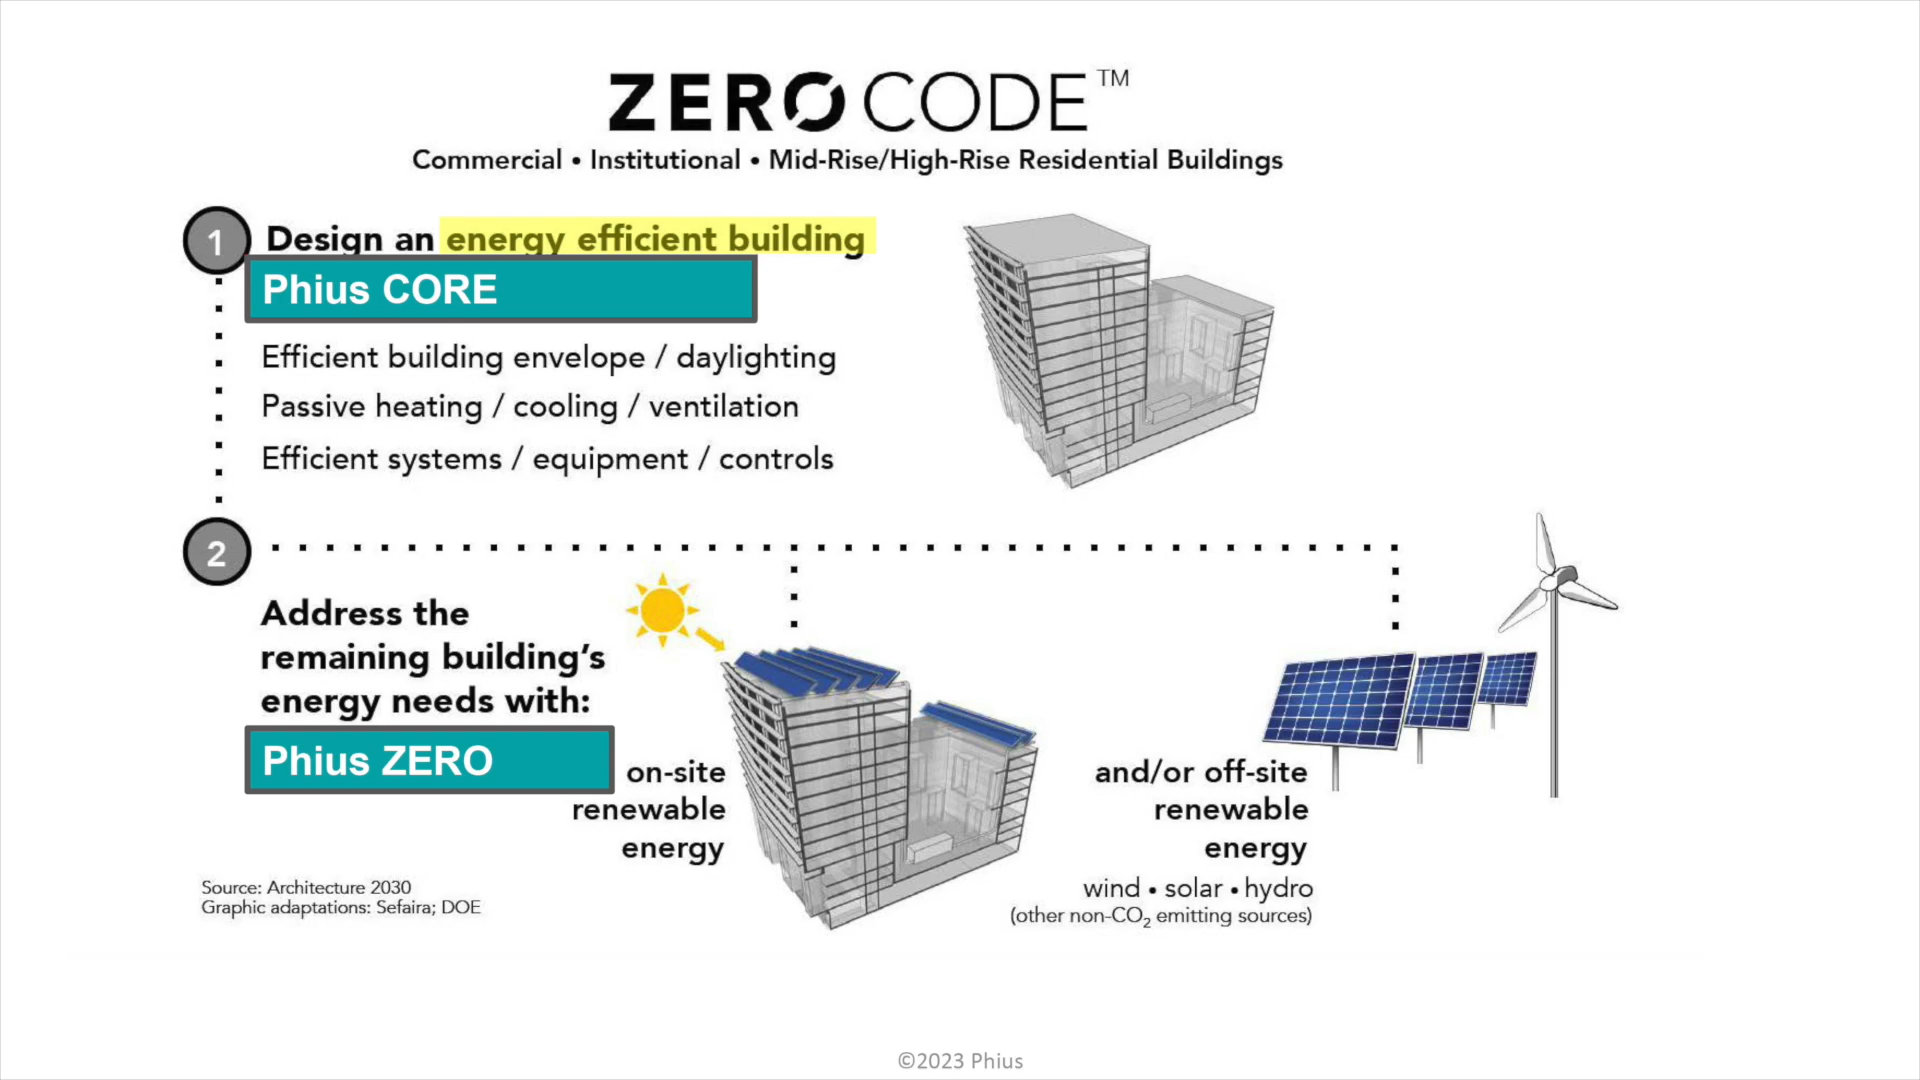 ZERO CODE™
Commercial • Institutional • Mid-Rise/High-Rise Residential Buildings
1
Design an energy efficient building
Phius CORE
Efficient building envelope / daylighting
Passive heating / cooling / ventilation
Efficient systems / equipment / controls
2
Address the
remaining building's
energy needs with:
Phius ZERO
on-site
renewable
energy
and/or off-site
renewable
energy
wind • solar • hydro
(other non-CO₂ emitting sources)
Source: Architecture 2030
Graphic adaptations: Sefaira; DOE
©2023 Phius